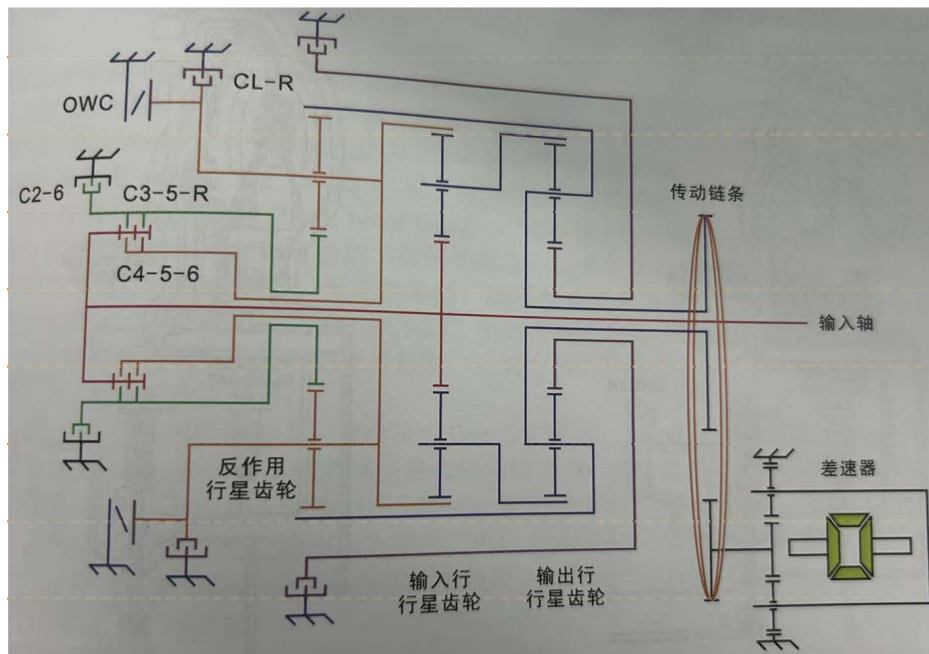 CL-R
OWC
C2-6
C3-5-R
传动链条
C4-5-6
输入轴
反作用
行星齿轮
差速器
输入行
行星齿轮
输出行
行星齿轮